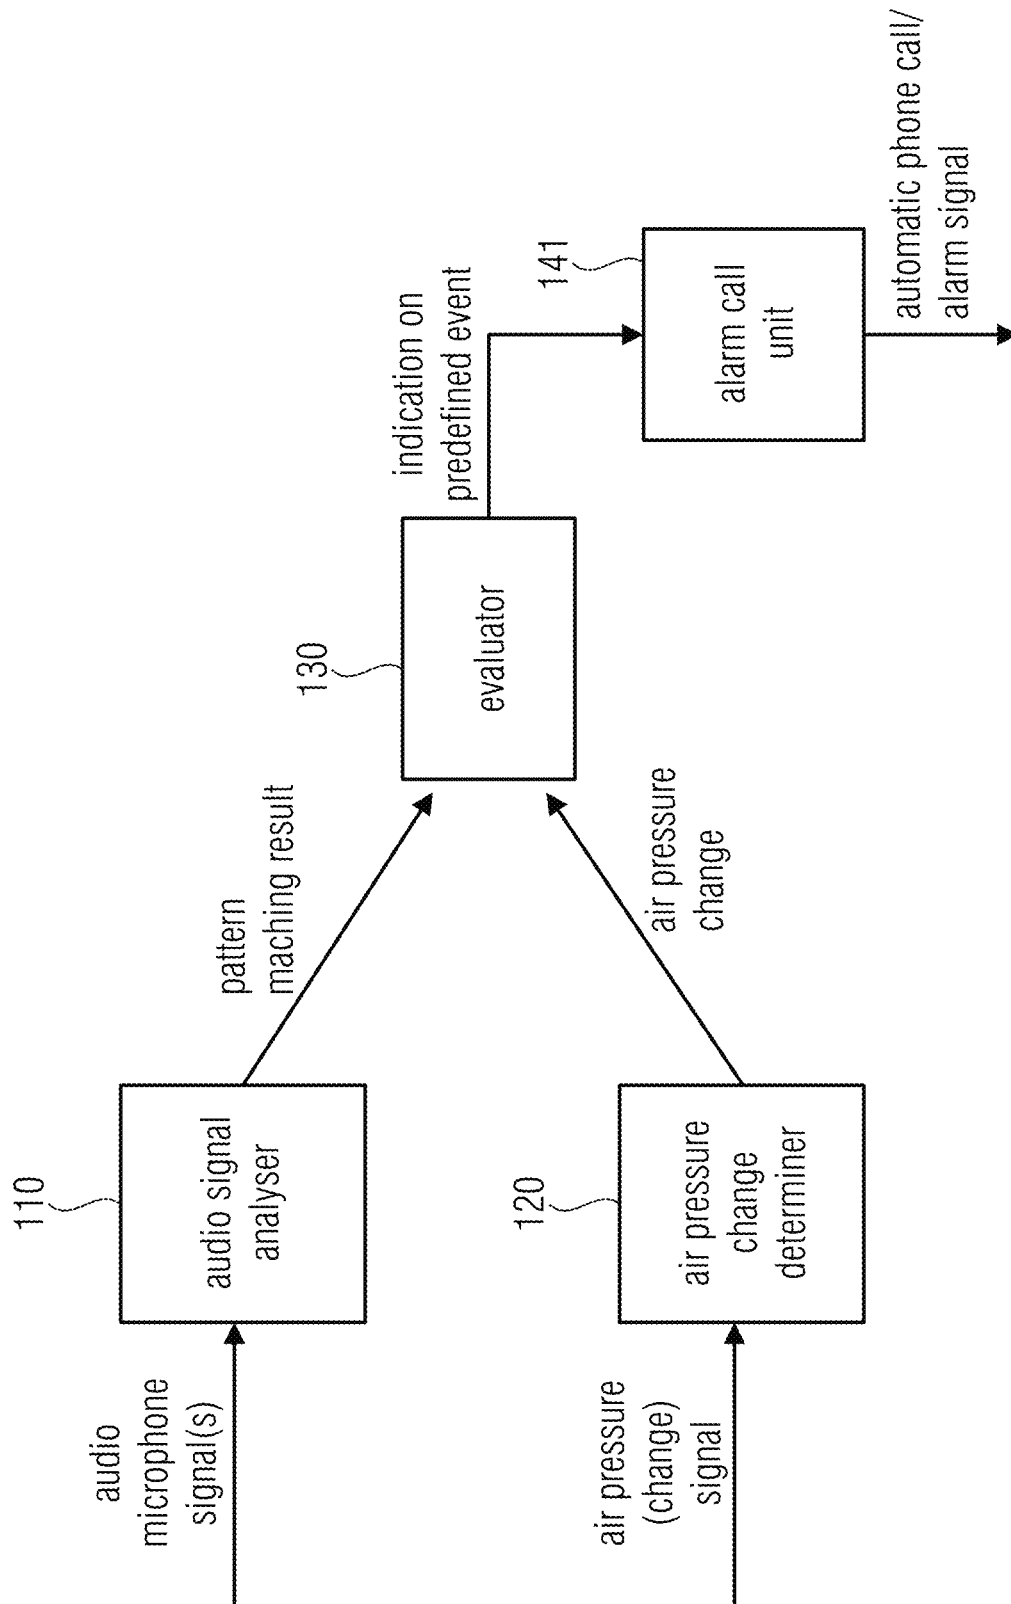 audio
microphone
signal(s)
110
audio signal
analyser
pattern
maching result
air pressure
(change)
signal
120
air pressure
change
determiner
air pressure
change
130
evaluator
indication on
predefined event
141
alarm call
unit
automatic phone call/
alarm signal